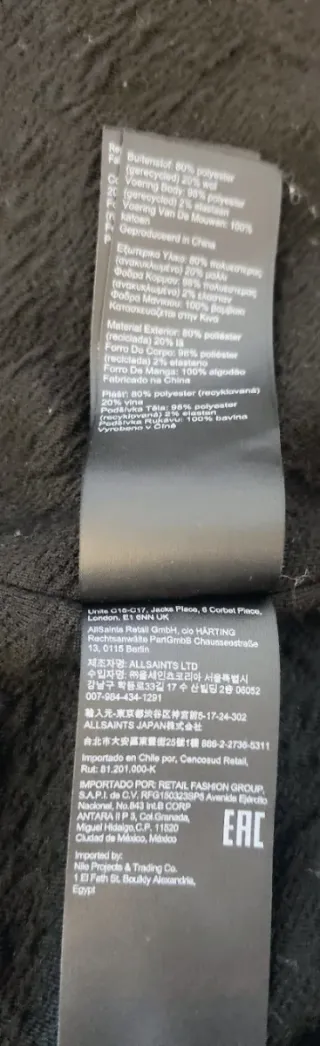 Buitenstof: 80% polyester
(gerecycled) 20% wol
Voering Body: 98% polyester
(gerecycled) 2% elastaan
Voering Van De Mouwen: 100%
katoen
Geproduceerd in China
Εξωτερικό Υλικό: 80% πολυεστέρας
(ανακυκλωμένο) 20% μαλλί
Φόδρα Κορμού: 98% πολυεστέρας
(ανακυκλωμένο) 2% ελαστάν
Φόδρα Μανικιού: 100% βαμβάκι
Κατασκευάζεται στην Κίνα
Material Exterior: 80% poliéster
(reciclada) 20% lã
Forro Do Corpo: 98% poliéster
(reciclada) 2% elastano
Forro De Manga: 100% algodão
Fabricado na China
Plášť: 80% polyester (recyklovaná)
20% vlna
Podšívka Těla: 98% polyester
(recyklovaná) 2% elastan
Podšívka Rukávu: 100% bavlna
Vyrobeno v Číně
Units C16-C17, Jacks Place, 6 Corbet Place,
London, E1 6NN UK
AllSaints Retail GmbH, c/o HÄRTING
Rechtsanwälte PartGmbB Chausseestraße
13, 0115 Berlin
제조자명: ALLSAINTS LTD
수입자명: ㈜올세인츠코리아 서울특별시
강남구 학동로33길 17 수 산빌딩 2층 06052
007-984-434-1291
輸入元-東京都渋谷区神宮前5-17-24-302
ALLSAINTS JAPAN株式会社
台北市大安區東豐街25號1樓 886-2-2736-5311
Importado en Chile por, Cencosud Retail,
Rut: 81.201.000-K
IMPORTADO POR: RETAIL FASHION GROUP,
S.A.P.I. de C.V. RFG150323SP8 Avenida Ejército
Nacional, No.843 Int.B CORP
ANTARA II P 3, Col.Granada,
Miguel Hidalgo,C.P. 11520
Ciudad de México, México
EAC
Imported by:
Nile Projects & Trading Co.
1 El Fath St. Boulkly Alexandria,
Egypt